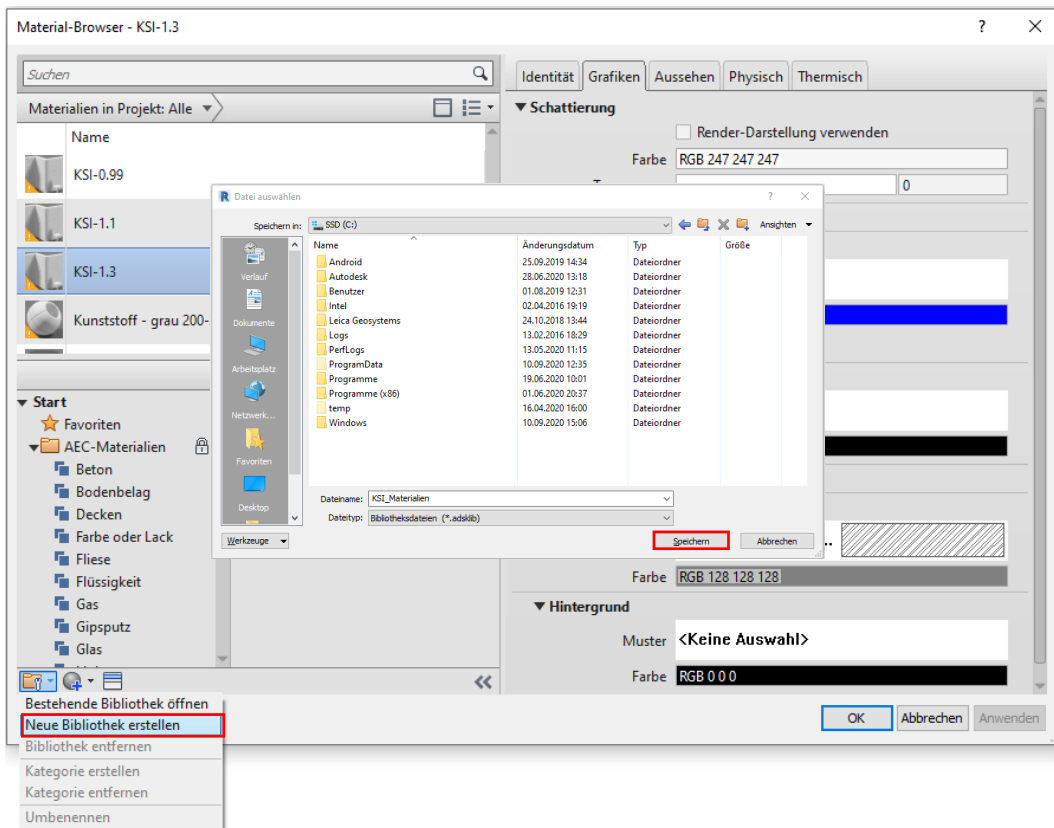 Material-Browser - KSI-1.3
?
Suchen
Materialien in Projekt: Alle
Name
KSI-0.99
KSI-1.1
KSI-1.3
Kunststoff - grau 200-
Start
Favoriten
AEC-Materialien
Beton
Bodenbelag
Decken
Farbe oder Lack
Fliese
Flüssigkeit
Gas
Gipsputz
Glas
Bestehende Bibliothek öffnen
Neue Bibliothek erstellen
Bibliothek entfernen
Kategorie erstellen
Kategorie entfernen
Umbenennen
Identität Grafiken Aussehen Physisch Thermisch
Schattierung
Render-Darstellung verwenden
Farbe RGB 247 247 247
0
R Datei auswählen ?
Speichern in: SSD (C:) Ansichten
Verlauf
Dokumente
Arbeitsplatz
Netzwerk...
Favoriten
Desktop
Name Änderungsdatum Typ Größe
Android 25.09.2019 14:34 Dateiordner
Autodesk 28.06.2020 13:18 Dateiordner
Benutzer 01.08.2019 12:31 Dateiordner
Intel 02.04.2016 19:19 Dateiordner
Leica Geosystems 24.10.2018 13:44 Dateiordner
Logs 13.02.2016 18:29 Dateiordner
PerfLogs 13.05.2020 11:15 Dateiordner
ProgramData 10.09.2020 12:35 Dateiordner
Programme 19.06.2020 10:01 Dateiordner
Programme (x86) 01.06.2020 20:37 Dateiordner
temp 16.04.2020 16:00 Dateiordner
Windows 10.09.2020 15:06 Dateiordner
Dateiname: KSI_Materialien
Dateityp: Bibliotheksdateien (*.adsklib)
Werkzeuge Speichern Abbrechen
..
Farbe RGB 128 128 128
Hintergrund
Muster <Keine Auswahl>
Farbe RGB 0 0 0
OK Abbrechen Anwenden